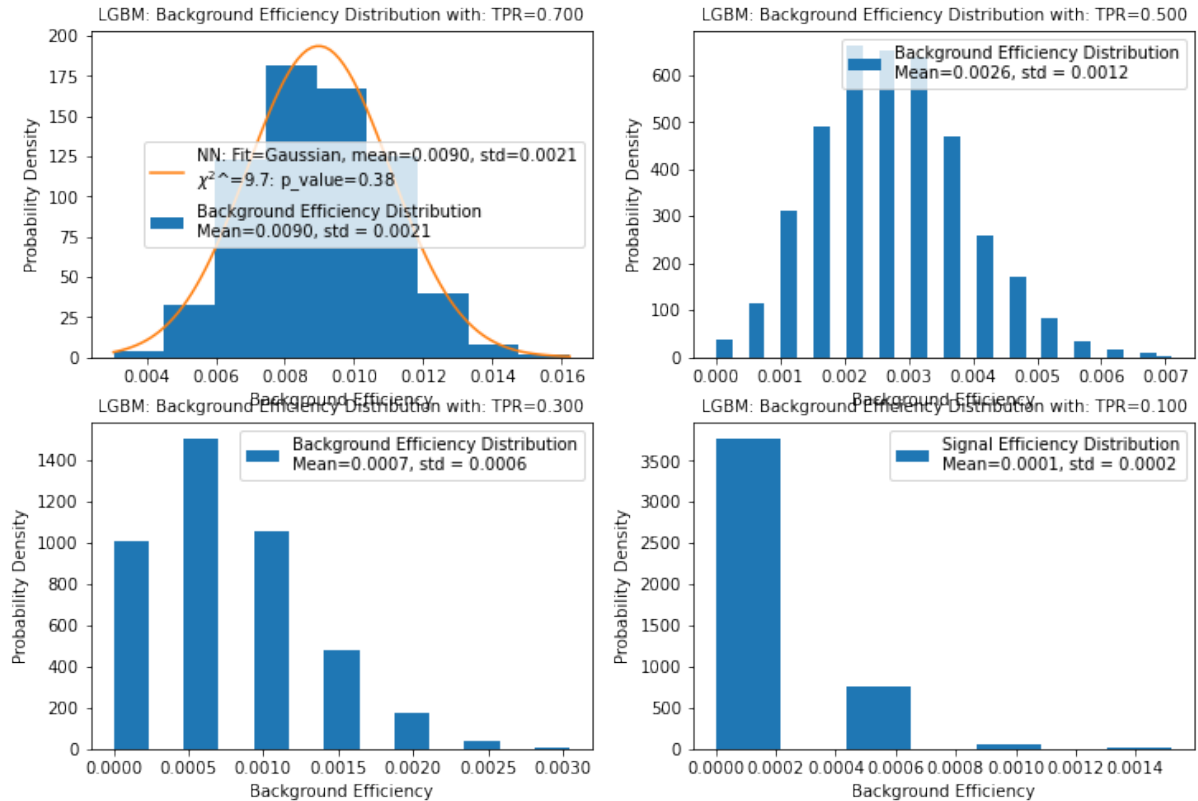 LGBM: Background Efficiency Distribution with: TPR=0.700
200
175
150
125
100
75
50
25
0
Probability Density
NN: Fit=Gaussian, mean=0.0090, std=0.0021
χ²^=9.7: p_value=0.38
Background Efficiency Distribution
Mean=0.0090, std = 0.0021
0.004 0.006 0.008 0.010 0.012 0.014 0.016
Background Efficiency
LGBM: Background Efficiency Distribution with: TPR=0.500
600
500
400
300
200
100
0
Probability Density
Background Efficiency Distribution
Mean=0.0026, std = 0.0012
0.000 0.001 0.002 0.003 0.004 0.005 0.006 0.007
Background Efficiency
LGBM: Background Efficiency Distribution with: TPR=0.300
1400
1200
1000
800
600
400
200
0
Probability Density
Background Efficiency Distribution
Mean=0.0007, std = 0.0006
0.0000 0.0005 0.0010 0.0015 0.0020 0.0025 0.0030
Background Efficiency
LGBM: Background Efficiency Distribution with: TPR=0.100
3500
3000
2500
2000
1500
1000
500
0
Probability Density
Signal Efficiency Distribution
Mean=0.0001, std = 0.0002
0.0000 0.0002 0.0004 0.0006 0.0008 0.0010 0.0012 0.0014
Background Efficiency